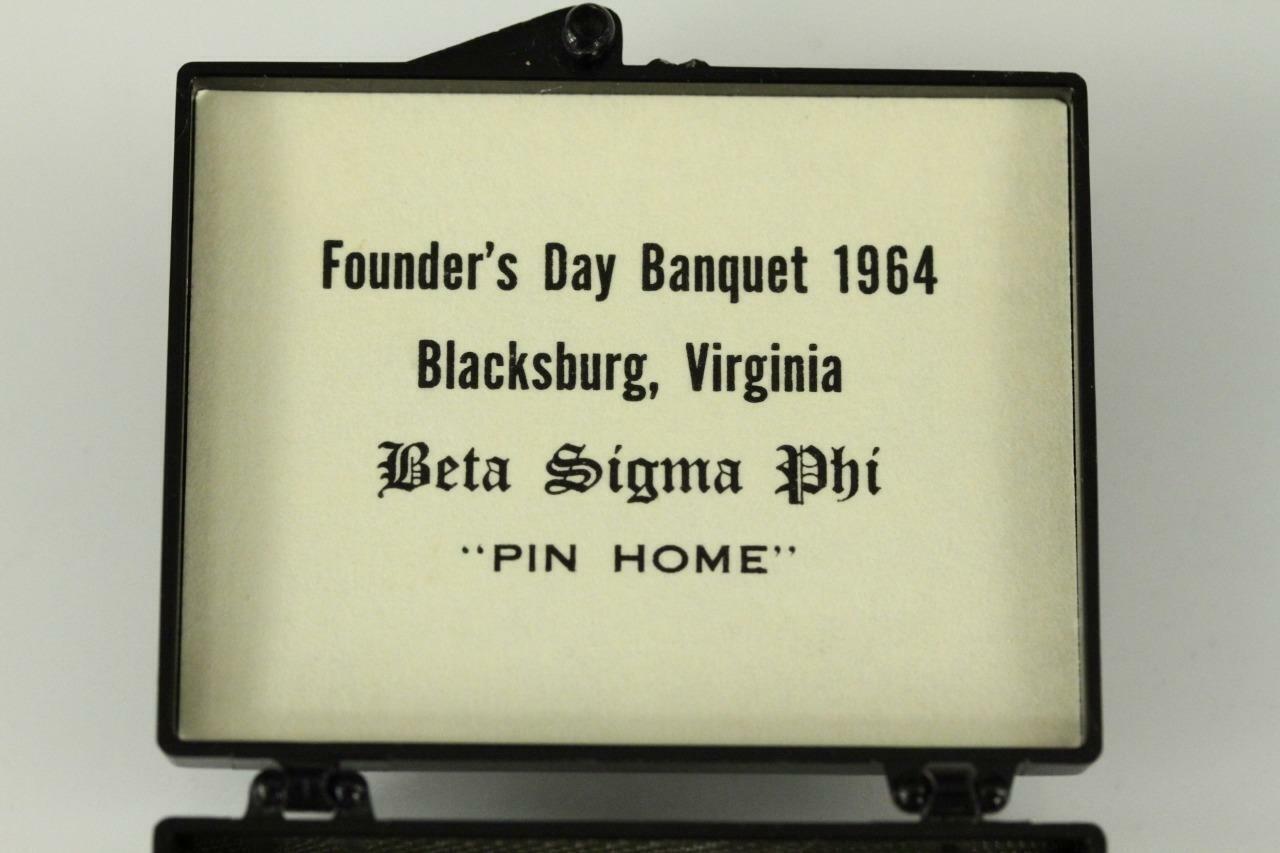 Founder's Day Banquet 1964
Blacksburg, Virginia
Beta Sigma Phi
"PIN HOME"